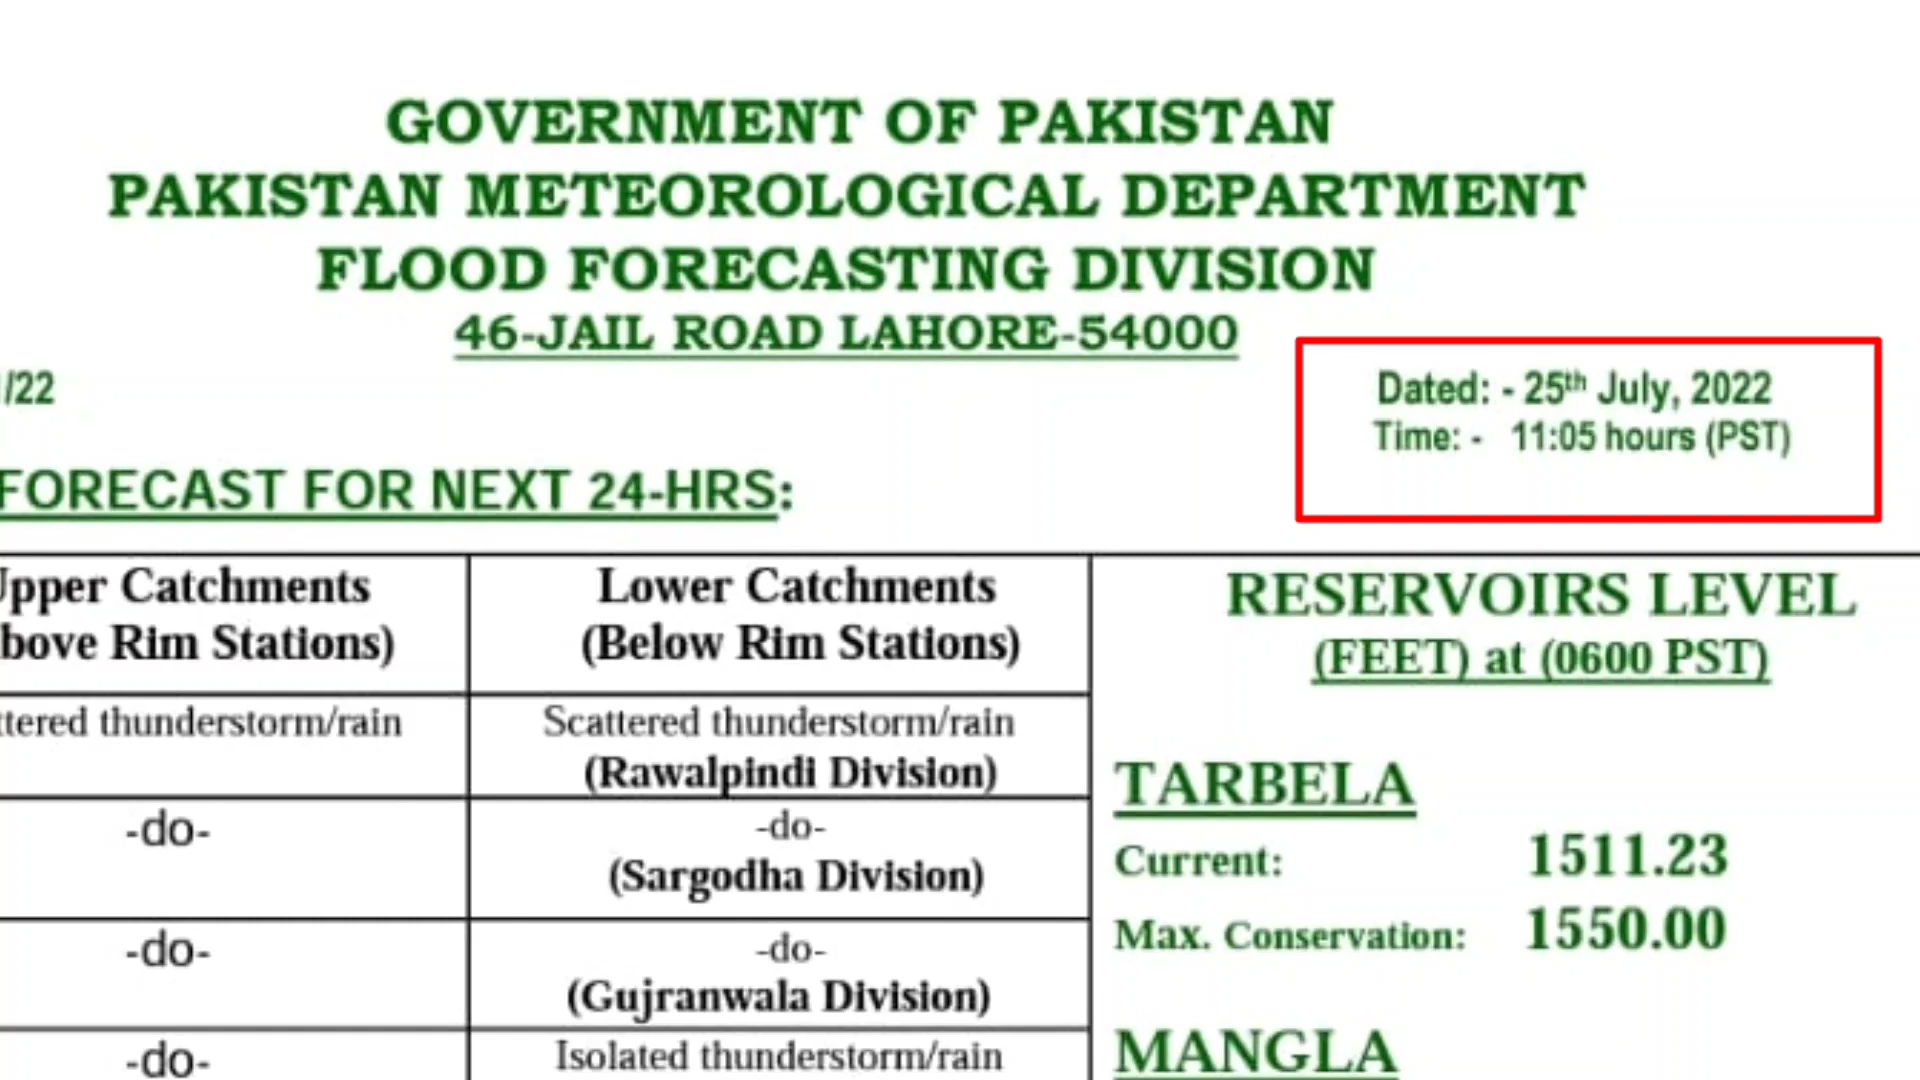 GOVERNMENT OF PAKISTAN
PAKISTAN METEOROLOGICAL DEPARTMENT
FLOOD FORECASTING DIVISION
46-JAIL ROAD LAHORE-54000
/22
Dated: - 25th July, 2022
Time: - 11:05 hours (PST)
FORECAST FOR NEXT 24-HRS:
Upper Catchments
bove Rim Stations)
Lower Catchments
(Below Rim Stations)
RESERVOIRS LEVEL
(FEET) at (0600 PST)
ttered thunderstorm/rain
Scattered thunderstorm/rain
(Rawalpindi Division)
TARBELA
-do-
-do-
(Sargodha Division)
Current: 1511.23
Max. Conservation: 1550.00
-do-
-do-
(Gujranwala Division)
-do-
Isolated thunderstorm/rain
MANGLA